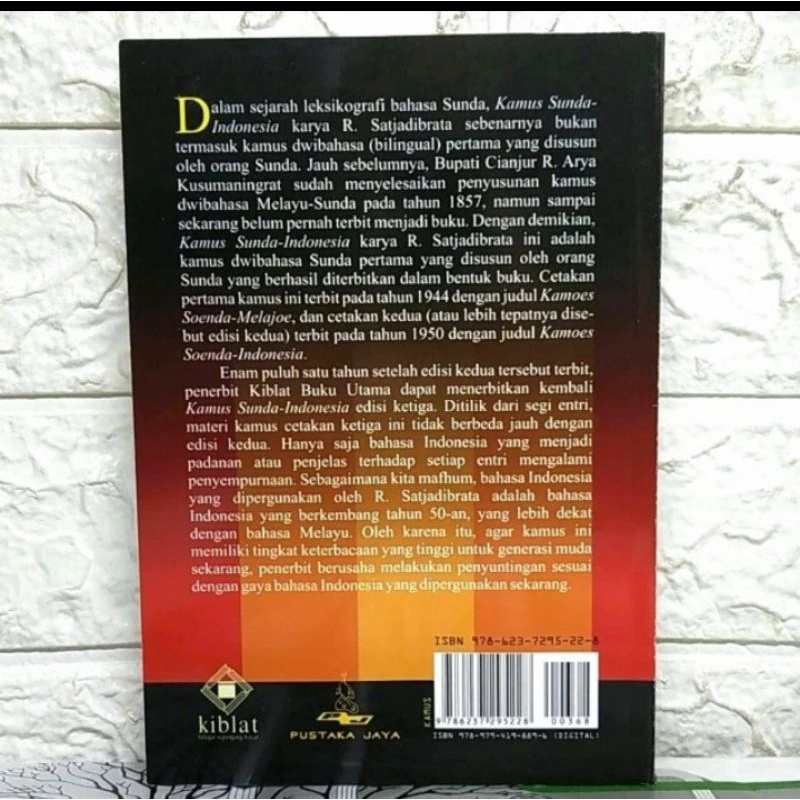 Dalam sejarah leksikografi bahasa Sunda, Kamus Sunda-
Indonesia karya R. Satjadibrata sebenarnya bukan
termasuk kamus dwibahasa (bilingual) pertama yang disusun
oleh orang Sunda. Jauh sebelumnya, Bupati Cianjur R. Arya
Kusumaningrat sudah menyelesaikan penyusunan kamus
dwibahasa Melayu-Sunda pada tahun 1857, namun sampai
sekarang belum pernah terbit menjadi buku. Dengan demikian,
Kamus Sunda-Indonesia karya R. Satjadibrata ini adalah
kamus dwibahasa Sunda pertama yang disusun oleh orang
Sunda yang berhasil diterbitkan dalam bentuk buku. Cetakan
pertama kamus ini terbit pada tahun 1944 dengan judul Kamoes
Soenda-Melajoe, dan cetakan kedua (atau lebih tepatnya dise-
but edisi kedua) terbit pada tahun 1950 dengan judul Kamoes
Soenda-Indonesia.
Enam puluh satu tahun setelah edisi kedua tersebut terbit,
penerbit Kiblat Buku Utama dapat menerbitkan kembali
Kamus Sunda-Indonesia edisi ketiga. Ditilik dari segi entri,
materi kamus cetakan ketiga ini tidak berbeda jauh dengan
edisi kedua. Hanya saja bahasa Indonesia yang menjadi
padanan atau penjelas terhadap setiap entri mengalami
penyempurnaan. Sebagaimana kita mafhum, bahasa Indonesia
yang dipergunakan oleh R. Satjadibrata adalah bahasa
Indonesia yang berkembang tahun 50-an, yang lebih dekat
dengan bahasa Melayu. Oleh karena itu, agar kamus ini
memiliki tingkat keterbacaan yang tinggi untuk generasi muda
sekarang, penerbit berusaha melakukan penyuntingan sesuai
dengan gaya bahasa Indonesia yang dipergunakan sekarang.
ISBN 978-623-7295-22-8
KAMUS
9 786237 295228 00368
ISBN 978-979-419-889-6 (DIGITAL)
kiblat
PUSTAKA JAYA